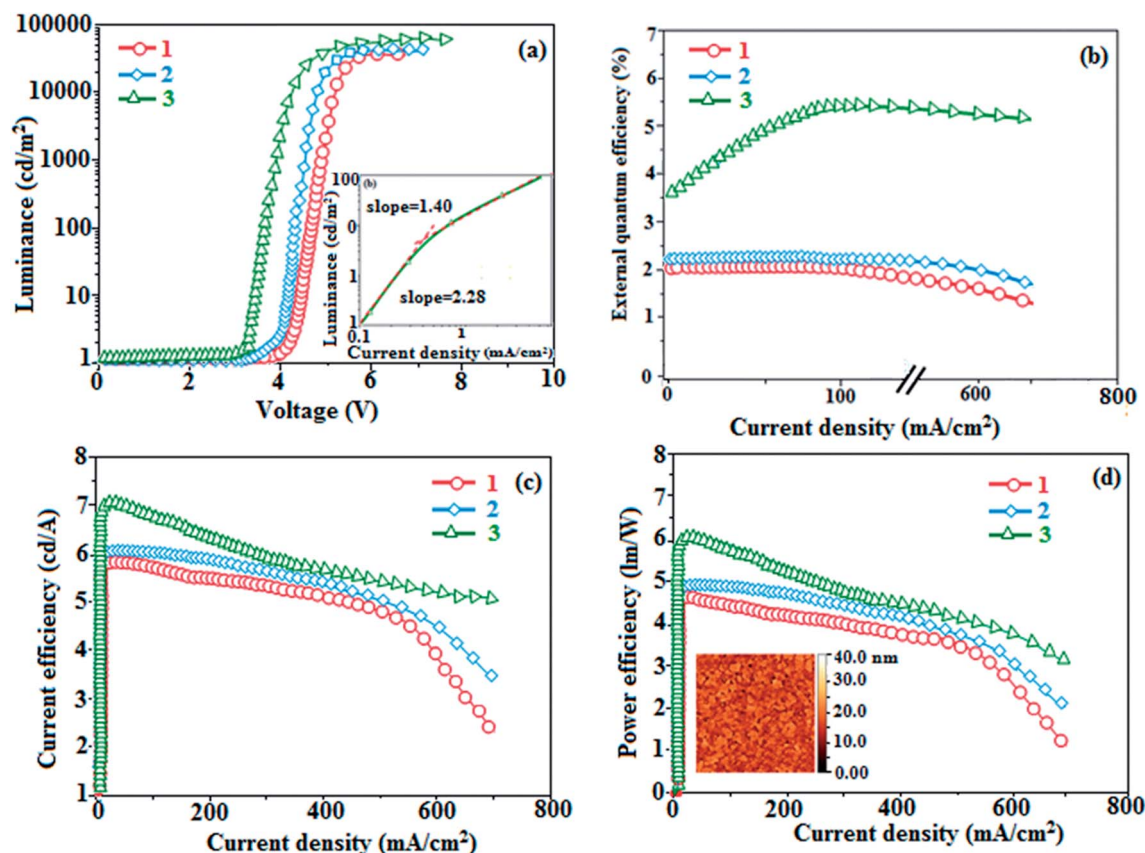 (a)
1
2
3
Luminance (cd/m²)
100000
10000
1000
100
10
1
0 2 4 6 8 10
Voltage (V)
(b)
slope=1.40
slope=2.28
Luminance (cd/m²)
100
0
1
1
0.1 1
Current density (mA/cm²)
(b)
1
2
3
External quantum efficiency (%)
7
6
5
4
3
2
1
0
0 100 600 800
Current density (mA/cm²)
(c)
1
2
3
Current efficiency (cd/A)
8
7
6
5
4
3
2
1
0 200 400 600 800
Current density (mA/cm²)
(d)
1
2
3
Power efficiency (lm/W)
8
7
6
5
4
3
2
1
0
40.0 nm
30.0
20.0
10.0
0.00
0 200 400 600 800
Current density (mA/cm²)